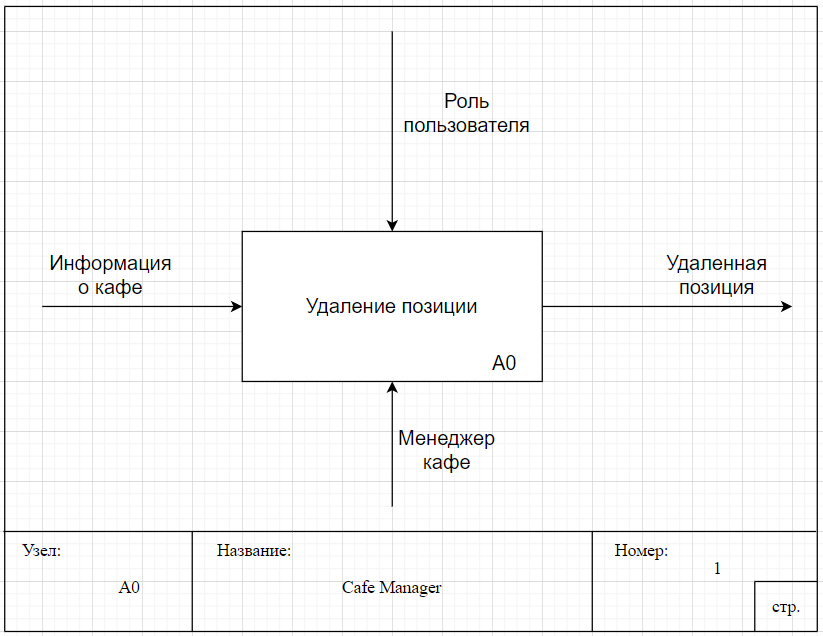 Роль
пользователя
Информация
о кафе
Удаленная
позиция
Удаление позиции
A0
Менеджер
кафе
Узел:
A0
Название:
Cafe Manager
Номер:
1
стр.